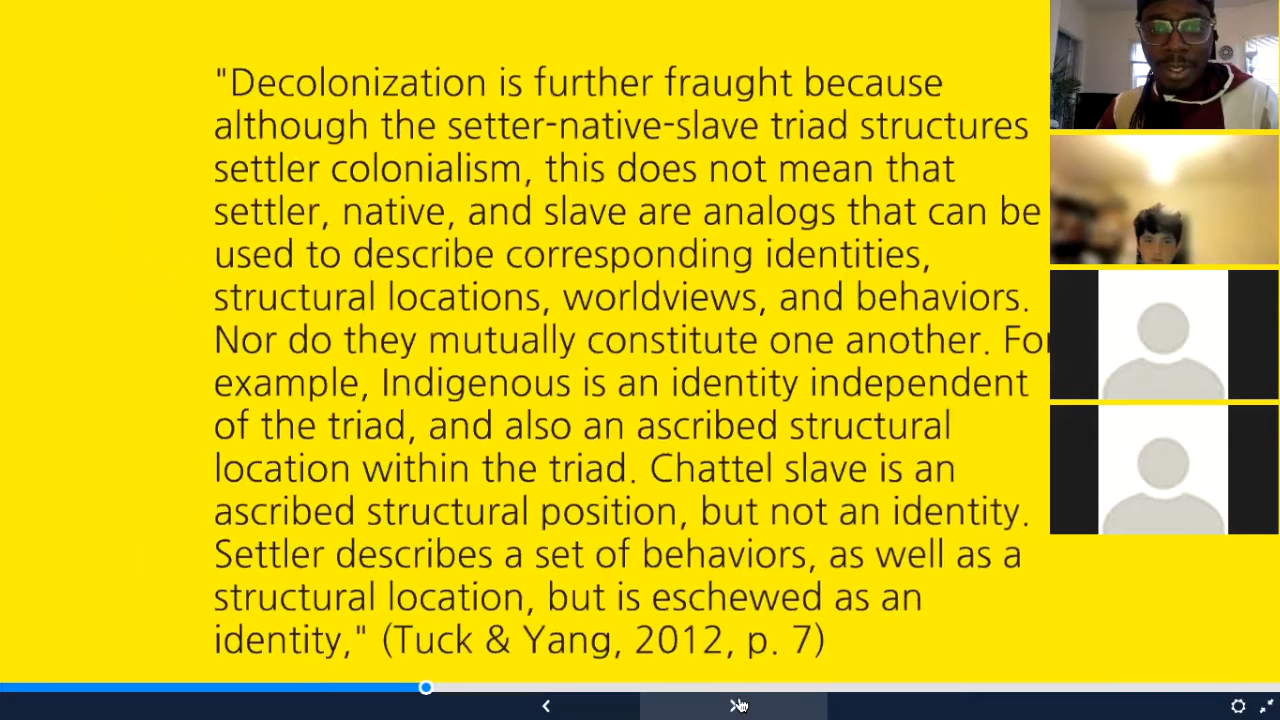 "Decolonization is further fraught because
although the setter-native-slave triad structures
settler colonialism, this does not mean that
settler, native, and slave are analogs that can be
used to describe corresponding identities,
structural locations, worldviews, and behaviors.
Nor do they mutually constitute one another. For
example, Indigenous is an identity independent
of the triad, and also an ascribed structural
location within the triad. Chattel slave is an
ascribed structural position, but not an identity.
Settler describes a set of behaviors, as well as a
structural location, but is eschewed as an
identity," (Tuck & Yang, 2012, p. 7)